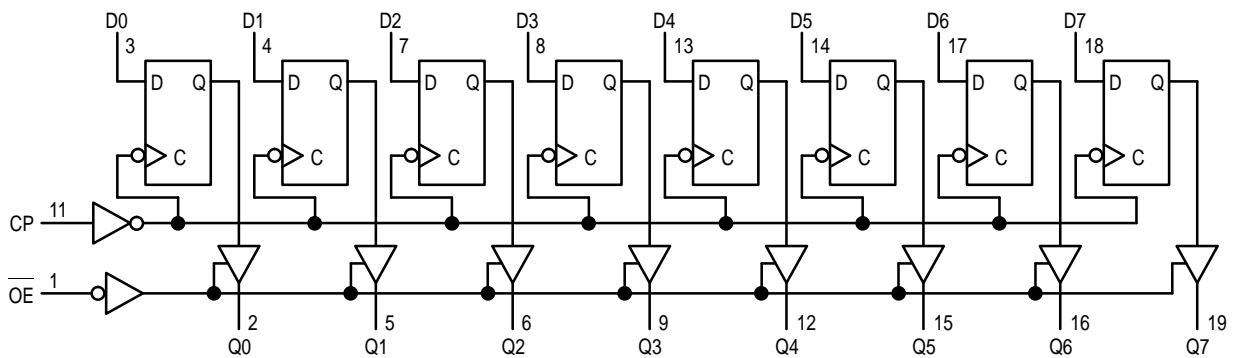 D0 D1 D2 D3 D4 D5 D6 D7
3 4 7 8 13 14 17 18
D Q D Q D Q D Q D Q D Q D Q D Q
C C C C C C C C
CP 11
OE 1
2 5 6 9 12 15 16 19
Q0 Q1 Q2 Q3 Q4 Q5 Q6 Q7